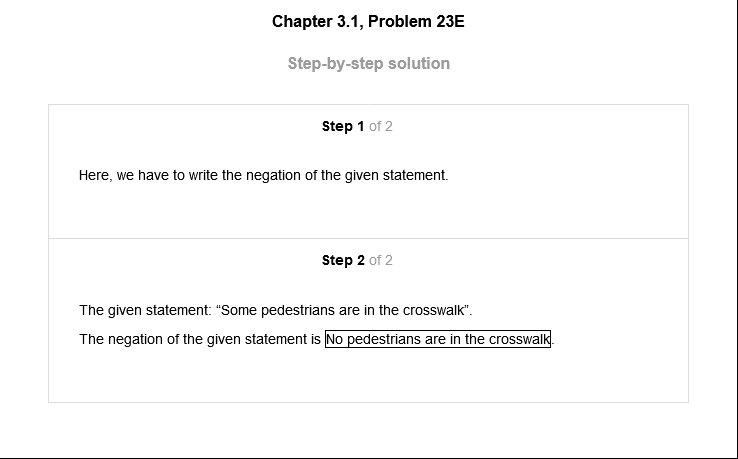 Chapter 3.1, Problem 23E
Step-by-step solution
Step 1 of 2
Here, we have to write the negation of the given statement.
Step 2 of 2
The given statement: “Some pedestrians are in the crosswalk”.
The negation of the given statement is No pedestrians are in the crosswalk.